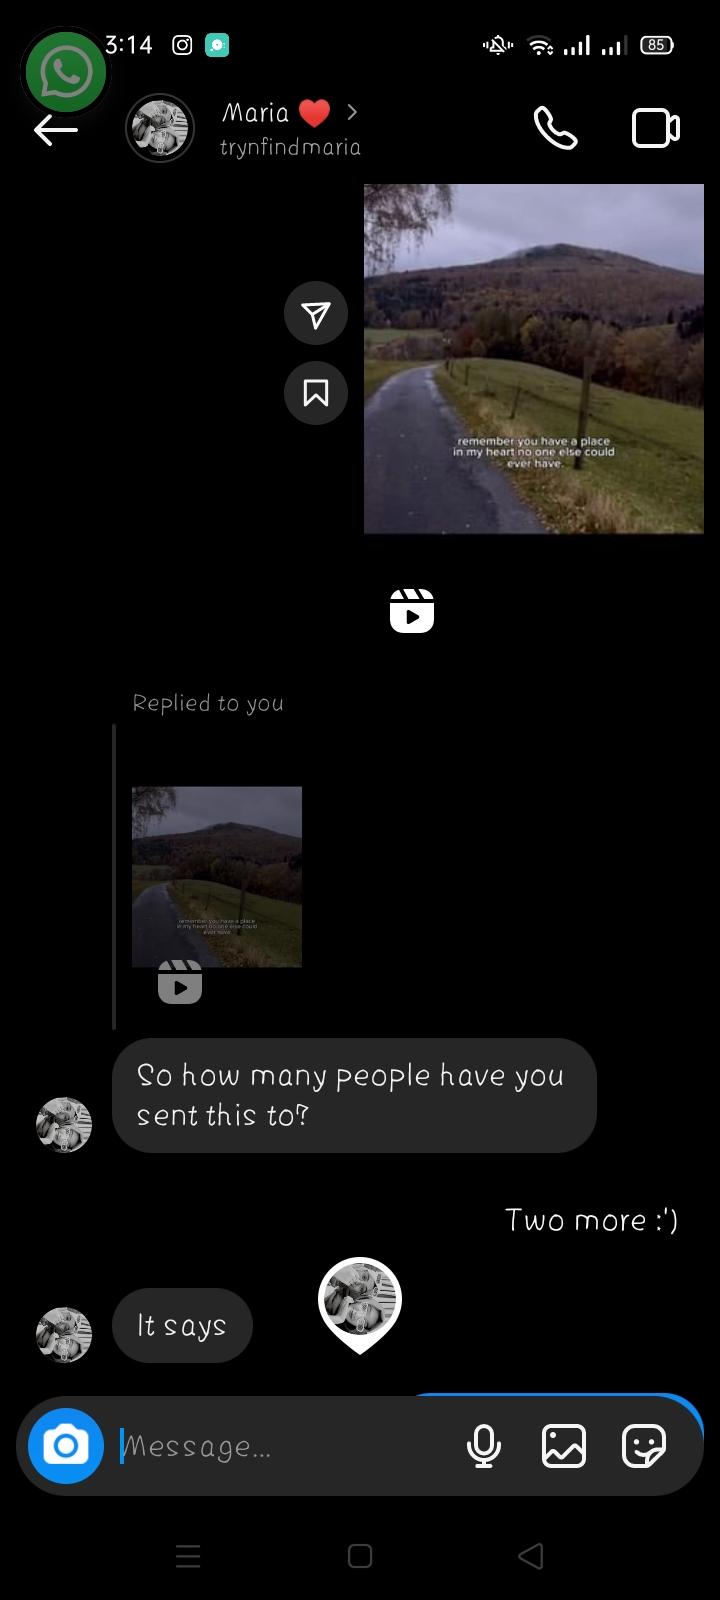 3:14
85
Maria ❤️ >
trynfindmaria
remember you have a place
in my heart no one else could
ever have.
Replied to you
remember you have a place
in my heart no one else could
ever have.
So how many people have you
sent this to?
Two more :')
It says
Message...